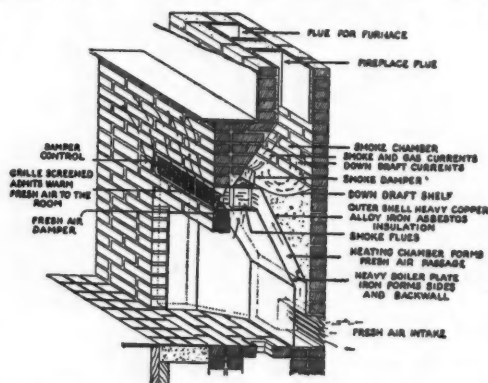 FLUE FOR FURNACE
FIREPLACE FLUE
DAMPER
CONTROL
GRILLE SCREENED
ADMITS WARM
FRESH AIR TO THE
ROOM
FRESH AIR
DAMPER
SMOKE CHAMBER
SMOKE AND GAS CURRENTS
DOWN DRAFT CURRENTS
SMOKE DAMPER
DOWN DRAFT SHELF
OUTER SHELL HEAVY COPPER
ALLOY IRON ASBESTOS
INSULATION
SMOKE FLUES
HEATING CHAMBER FORMS
FRESH AIR PASSAGE
HEAVY BOILER PLATE
IRON FORMS SIDES
AND BACKWALL
FRESH AIR INTAKE